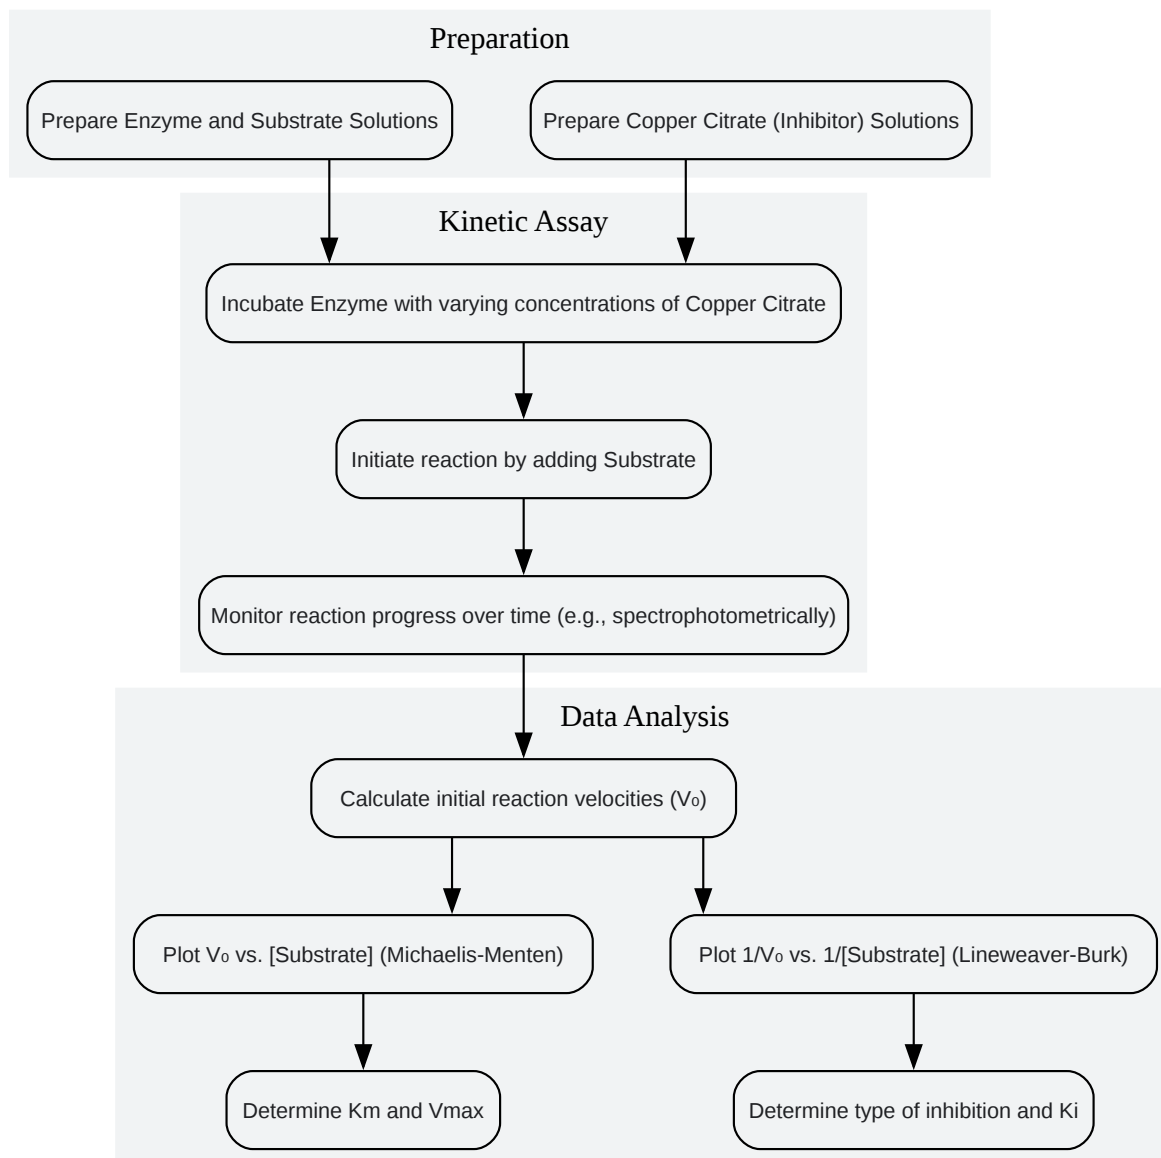 Preparation
Prepare Enzyme and Substrate Solutions
Prepare Copper Citrate (Inhibitor) Solutions
Kinetic Assay
Incubate Enzyme with varying concentrations of Copper Citrate
Initiate reaction by adding Substrate
Monitor reaction progress over time (e.g., spectrophotometrically)
Data Analysis
Calculate initial reaction velocities (V₀)
Plot V₀ vs. [Substrate] (Michaelis-Menten)
Plot 1/V₀ vs. 1/[Substrate] (Lineweaver-Burk)
Determine Km and Vmax
Determine type of inhibition and Ki